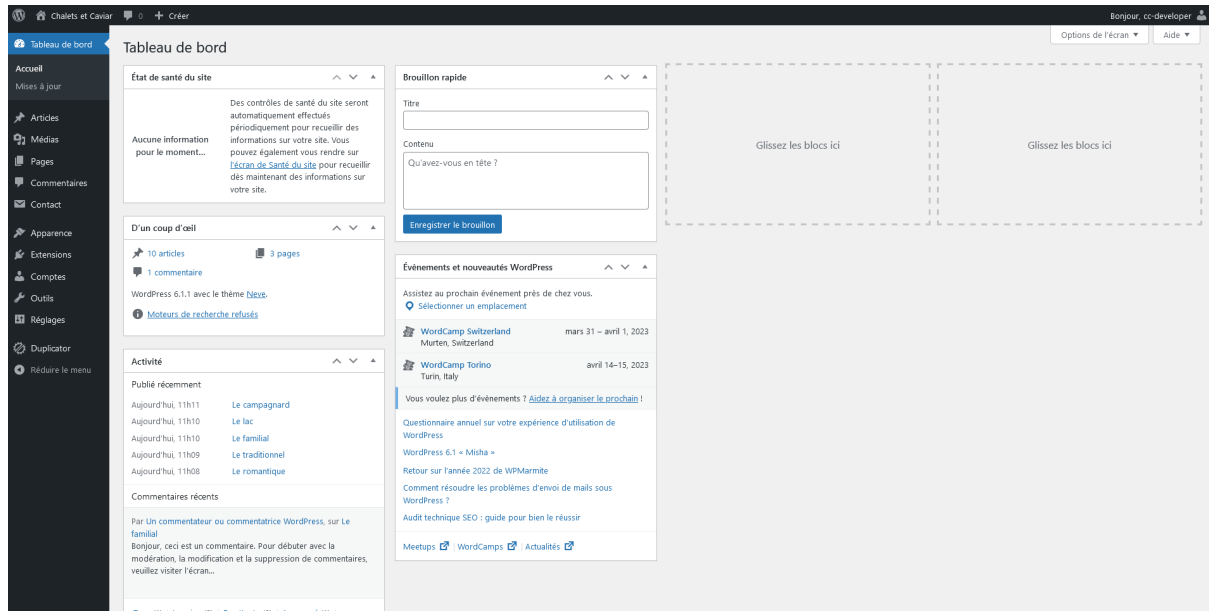 Chalets et Caviar
0
Créer
Bonjour, cc-developer
Options de l'écran ▼
Aide ▼
Tableau de bord
Accueil
Mises à jour
Articles
Médias
Pages
Commentaires
Contact
Apparence
Extensions
Comptes
Outils
Réglages
Duplicator
Réduire le menu
Tableau de bord
État de santé du site
Aucune information
pour le moment...
Des contrôles de santé du site seront
automatiquement effectués
périodiquement pour recueillir des
informations sur votre site. Vous
pouvez également vous rendre sur
l'écran de Santé du site pour recueillir
dès maintenant des informations sur
votre site.
D'un coup d'œil
10 articles
3 pages
1 commentaire
WordPress 6.1.1 avec le thème Neve.
Moteurs de recherche refusés
Activité
Publié récemment
Aujourd'hui, 11h11 Le campagnard
Aujourd'hui, 11h10 Le lac
Aujourd'hui, 11h10 Le familial
Aujourd'hui, 11h09 Le traditionnel
Aujourd'hui, 11h08 Le romantique
Commentaires récents
Par Un commentateur ou commentatrice WordPress, sur Le
familial
Bonjour, ceci est un commentaire. Pour débuter avec la
modération, la modification et la suppression de commentaires,
veuillez visiter l'écran...
Brouillon rapide
Titre
Contenu
Qu'avez-vous en tête ?
Enregistrer le brouillon
Évènements et nouveautés WordPress
Assistez au prochain évènement près de chez vous.
Sélectionner un emplacement
WordCamp Switzerland mars 31 – avril 1, 2023
Murten, Switzerland
WordCamp Torino avril 14–15, 2023
Turin, Italy
Vous voulez plus d'évènements ? Aidez à organiser le prochain !
Questionnaire annuel sur votre expérience d'utilisation de
WordPress
WordPress 6.1 « Misha »
Retour sur l'année 2022 de WPMarmite
Comment résoudre les problèmes d'envoi de mails sous
WordPress ?
Audit technique SEO : guide pour bien le réussir
Meetups | WordCamps | Actualités
Glissez les blocs ici
Glissez les blocs ici